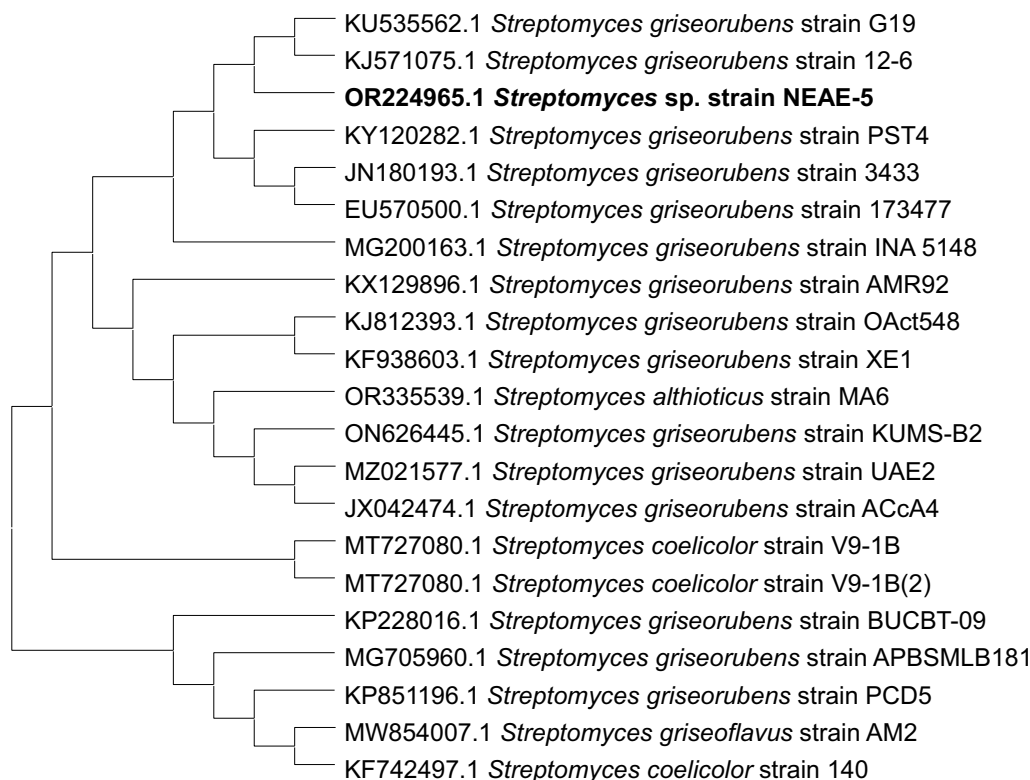 KU535562.1 Streptomyces griseorubens strain G19
KJ571075.1 Streptomyces griseorubens strain 12-6
OR224965.1 Streptomyces sp. strain NEAE-5
KY120282.1 Streptomyces griseorubens strain PST4
JN180193.1 Streptomyces griseorubens strain 3433
EU570500.1 Streptomyces griseorubens strain 173477
MG200163.1 Streptomyces griseorubens strain INA 5148
KX129896.1 Streptomyces griseorubens strain AMR92
KJ812393.1 Streptomyces griseorubens strain OAct548
KF938603.1 Streptomyces griseorubens strain XE1
OR335539.1 Streptomyces althioticus strain MA6
ON626445.1 Streptomyces griseorubens strain KUMS-B2
MZ021577.1 Streptomyces griseorubens strain UAE2
JX042474.1 Streptomyces griseorubens strain ACcA4
MT727080.1 Streptomyces coelicolor strain V9-1B
MT727080.1 Streptomyces coelicolor strain V9-1B(2)
KP228016.1 Streptomyces griseorubens strain BUCBT-09
MG705960.1 Streptomyces griseorubens strain APBSMLB181
KP851196.1 Streptomyces griseorubens strain PCD5
MW854007.1 Streptomyces griseoflavus strain AM2
KF742497.1 Streptomyces coelicolor strain 140